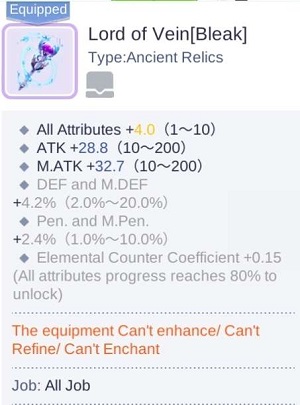 Equipped
Lord of Vein[Bleak]
Type:Ancient Relics
All Attributes +4.0（1～10）
ATK +28.8（10～200）
M.ATK +32.7（10～200）
DEF and M.DEF
+4.2%（2.0%～20.0%）
Pen. and M.Pen.
+2.4%（1.0%～10.0%）
Elemental Counter Coefficient +0.15
(All attributes progress reaches 80% to
unlock)
The equipment Can't enhance/ Can't
Refine/ Can't Enchant
Job: All Job